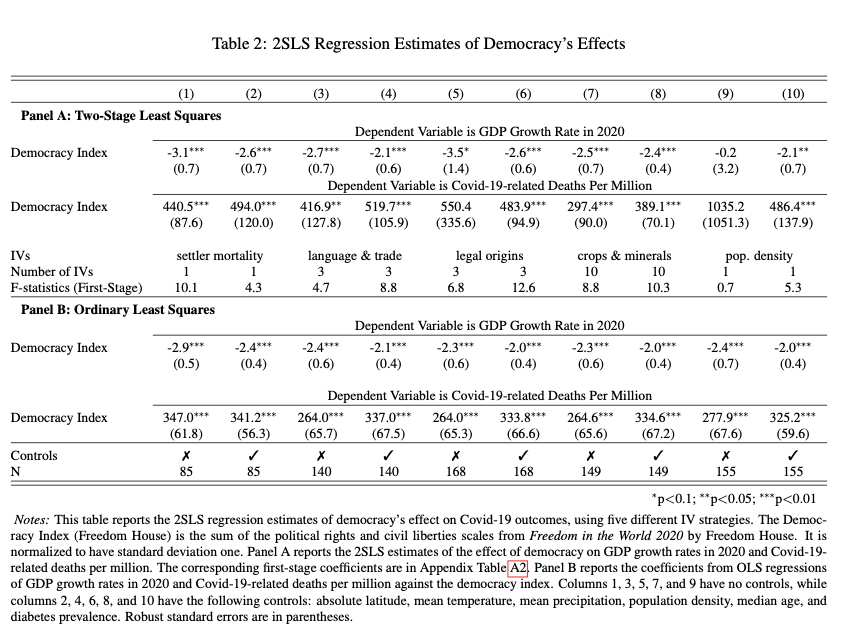 Table 2: 2SLS Regression Estimates of Democracy's Effects
(1) (2) (3) (4) (5) (6) (7) (8) (9) (10)
Panel A: Two-Stage Least Squares
Dependent Variable is GDP Growth Rate in 2020
Democracy Index -3.1*** -2.6*** -2.7*** -2.1*** -3.5* -2.6*** -2.5*** -2.4*** -0.2 -2.1**
(0.7) (0.7) (0.7) (0.6) (1.4) (0.6) (0.7) (0.4) (3.2) (0.7)
Dependent Variable is Covid-19-related Deaths Per Million
Democracy Index 440.5*** 494.0*** 416.9** 519.7*** 550.4 483.9*** 297.4*** 389.1*** 1035.2 486.4***
(87.6) (120.0) (127.8) (105.9) (335.6) (94.9) (90.0) (70.1) (1051.3) (137.9)
IVs settler mortality language & trade legal origins crops & minerals pop. density
Number of IVs 1 1 3 3 3 3 10 10 1 1
F-statistics (First-Stage) 10.1 4.3 4.7 8.8 6.8 12.6 8.8 10.3 0.7 5.3
Panel B: Ordinary Least Squares
Dependent Variable is GDP Growth Rate in 2020
Democracy Index -2.9*** -2.4*** -2.4*** -2.1*** -2.3*** -2.0*** -2.3*** -2.0*** -2.4*** -2.0***
(0.5) (0.4) (0.6) (0.4) (0.6) (0.4) (0.6) (0.4) (0.7) (0.4)
Dependent Variable is Covid-19-related Deaths Per Million
Democracy Index 347.0*** 341.2*** 264.0*** 337.0*** 264.0*** 333.8*** 264.6*** 334.6*** 277.9*** 325.2***
(61.8) (56.3) (65.7) (67.5) (65.3) (66.6) (65.6) (67.2) (67.6) (59.6)
Controls ✗ ✓ ✗ ✓ ✗ ✓ ✗ ✓ ✗ ✓
N 85 85 140 140 168 168 149 149 155 155
*p<0.1; **p<0.05; ***p<0.01
Notes: This table reports the 2SLS regression estimates of democracy's effect on Covid-19 outcomes, using five different IV strategies. The Democ-
racy Index (Freedom House) is the sum of the political rights and civil liberties scales from Freedom in the World 2020 by Freedom House. It is
normalized to have standard deviation one. Panel A reports the 2SLS estimates of the effect of democracy on GDP growth rates in 2020 and Covid-19-
related deaths per million. The corresponding first-stage coefficients are in Appendix Table A2. Panel B reports the coefficients from OLS regressions
of GDP growth rates in 2020 and Covid-19-related deaths per million against the democracy index. Columns 1, 3, 5, 7, and 9 have no controls, while
columns 2, 4, 6, 8, and 10 have the following controls: absolute latitude, mean temperature, mean precipitation, population density, median age, and
diabetes prevalence. Robust standard errors are in parentheses.